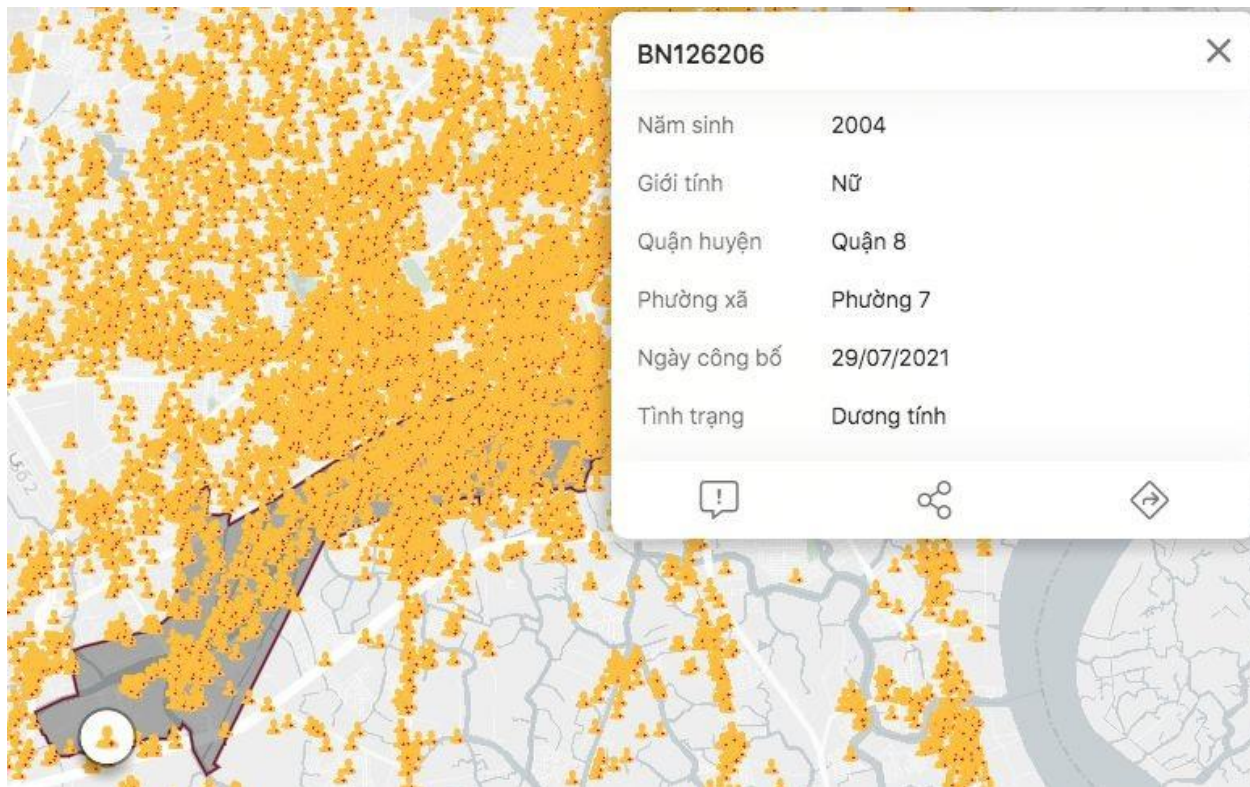 BN126206
Năm sinh 2004
Giới tính Nữ
Quận huyện Quận 8
Phường xã Phường 7
Ngày công bố 29/07/2021
Tình trạng Dương tính